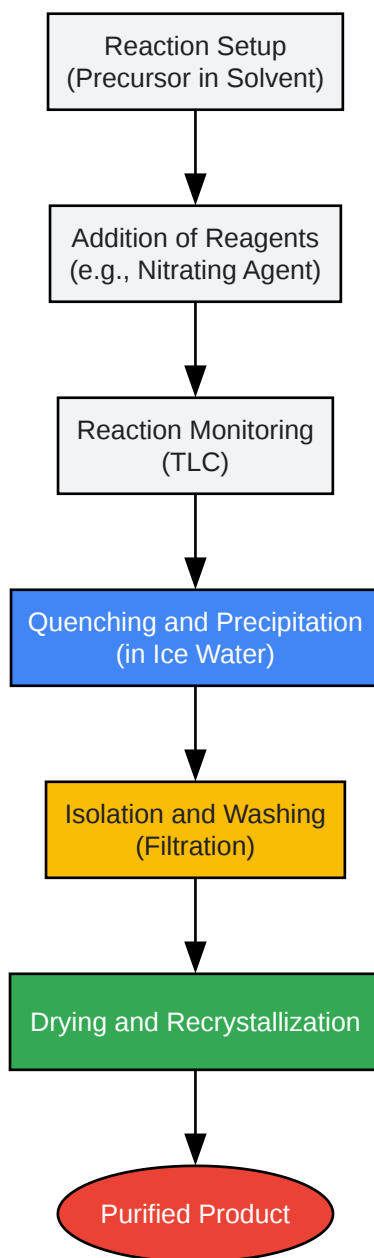 Reaction Setup
(Precursor in Solvent)
Addition of Reagents
(e.g., Nitrating Agent)
Reaction Monitoring
(TLC)
Quenching and Precipitation
(in Ice Water)
Isolation and Washing
(Filtration)
Drying and Recrystallization
Purified Product